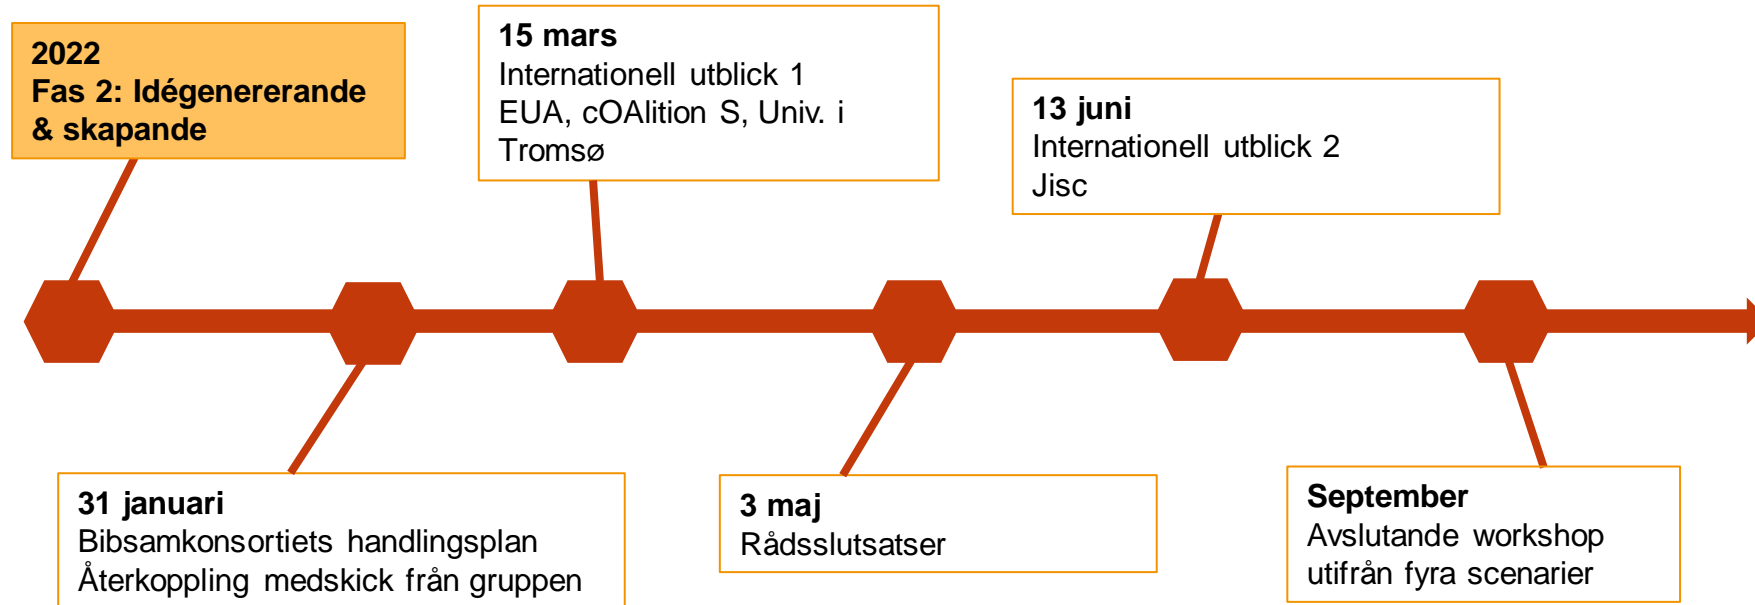 2022
Fas 2: Idégenererande
& skapande
15 mars
Internationell utblick 1
EUA, cOAlition S, Univ. i
Tromsø
13 juni
Internationell utblick 2
Jisc
31 januari
Bibsamkonsortiets handlingsplan
Återkoppling medskick från gruppen
3 maj
Rådsslutsatser
September
Avslutande workshop
utifrån fyra scenarier